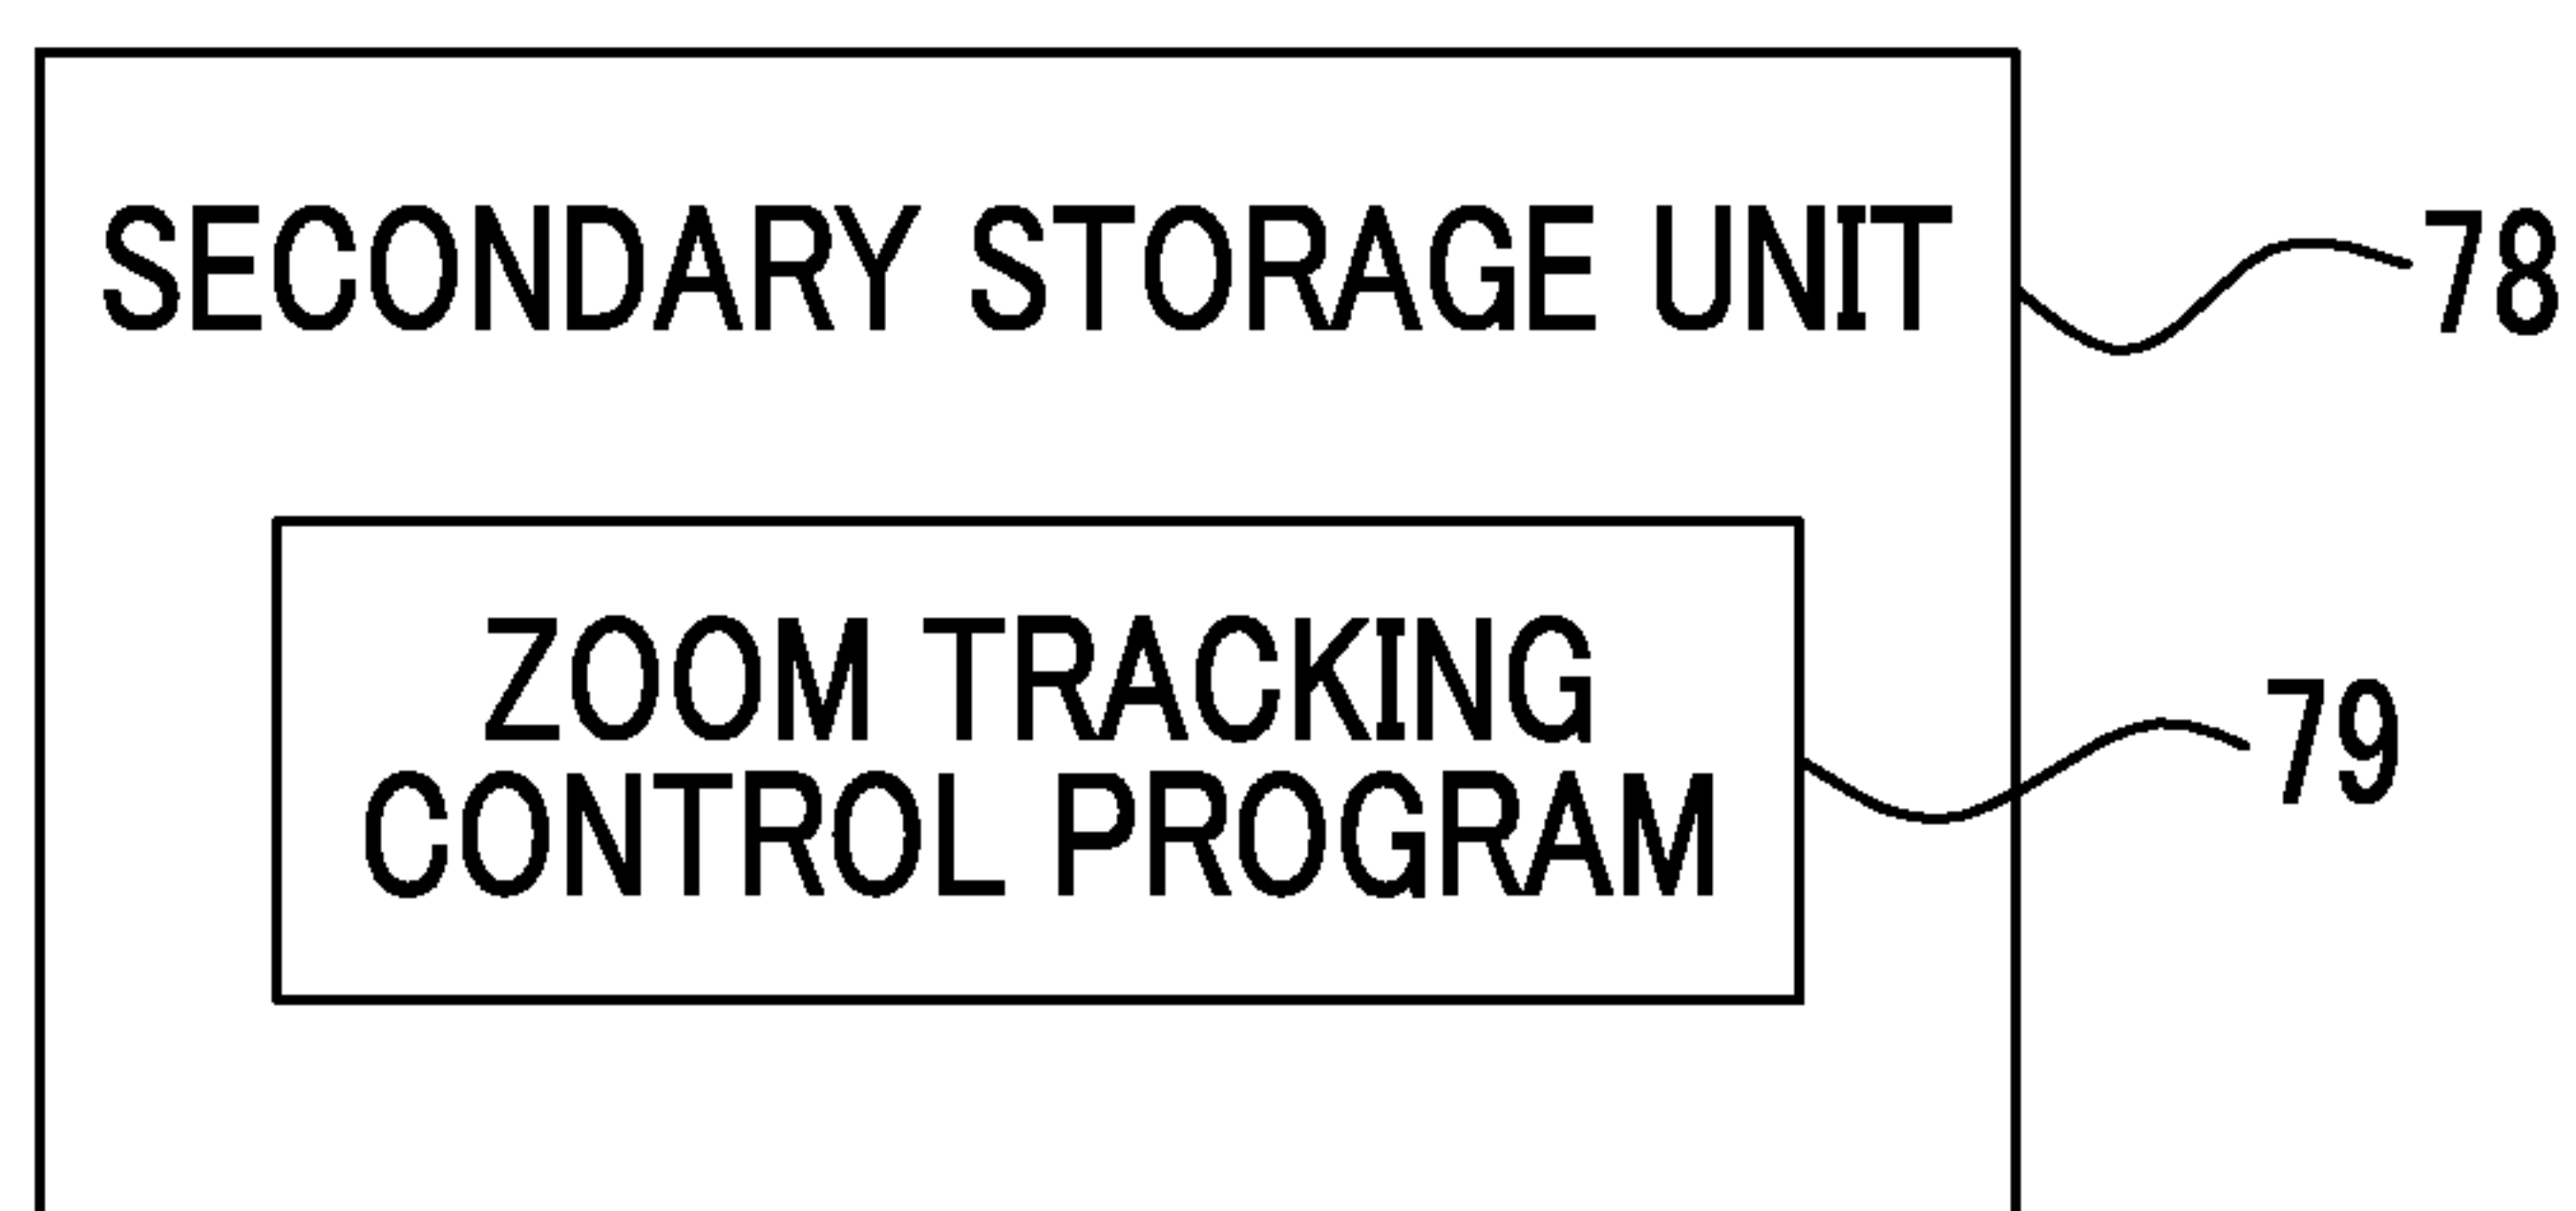 SECONDARY STORAGE UNIT
78
ZOOM TRACKING
CONTROL PROGRAM
79